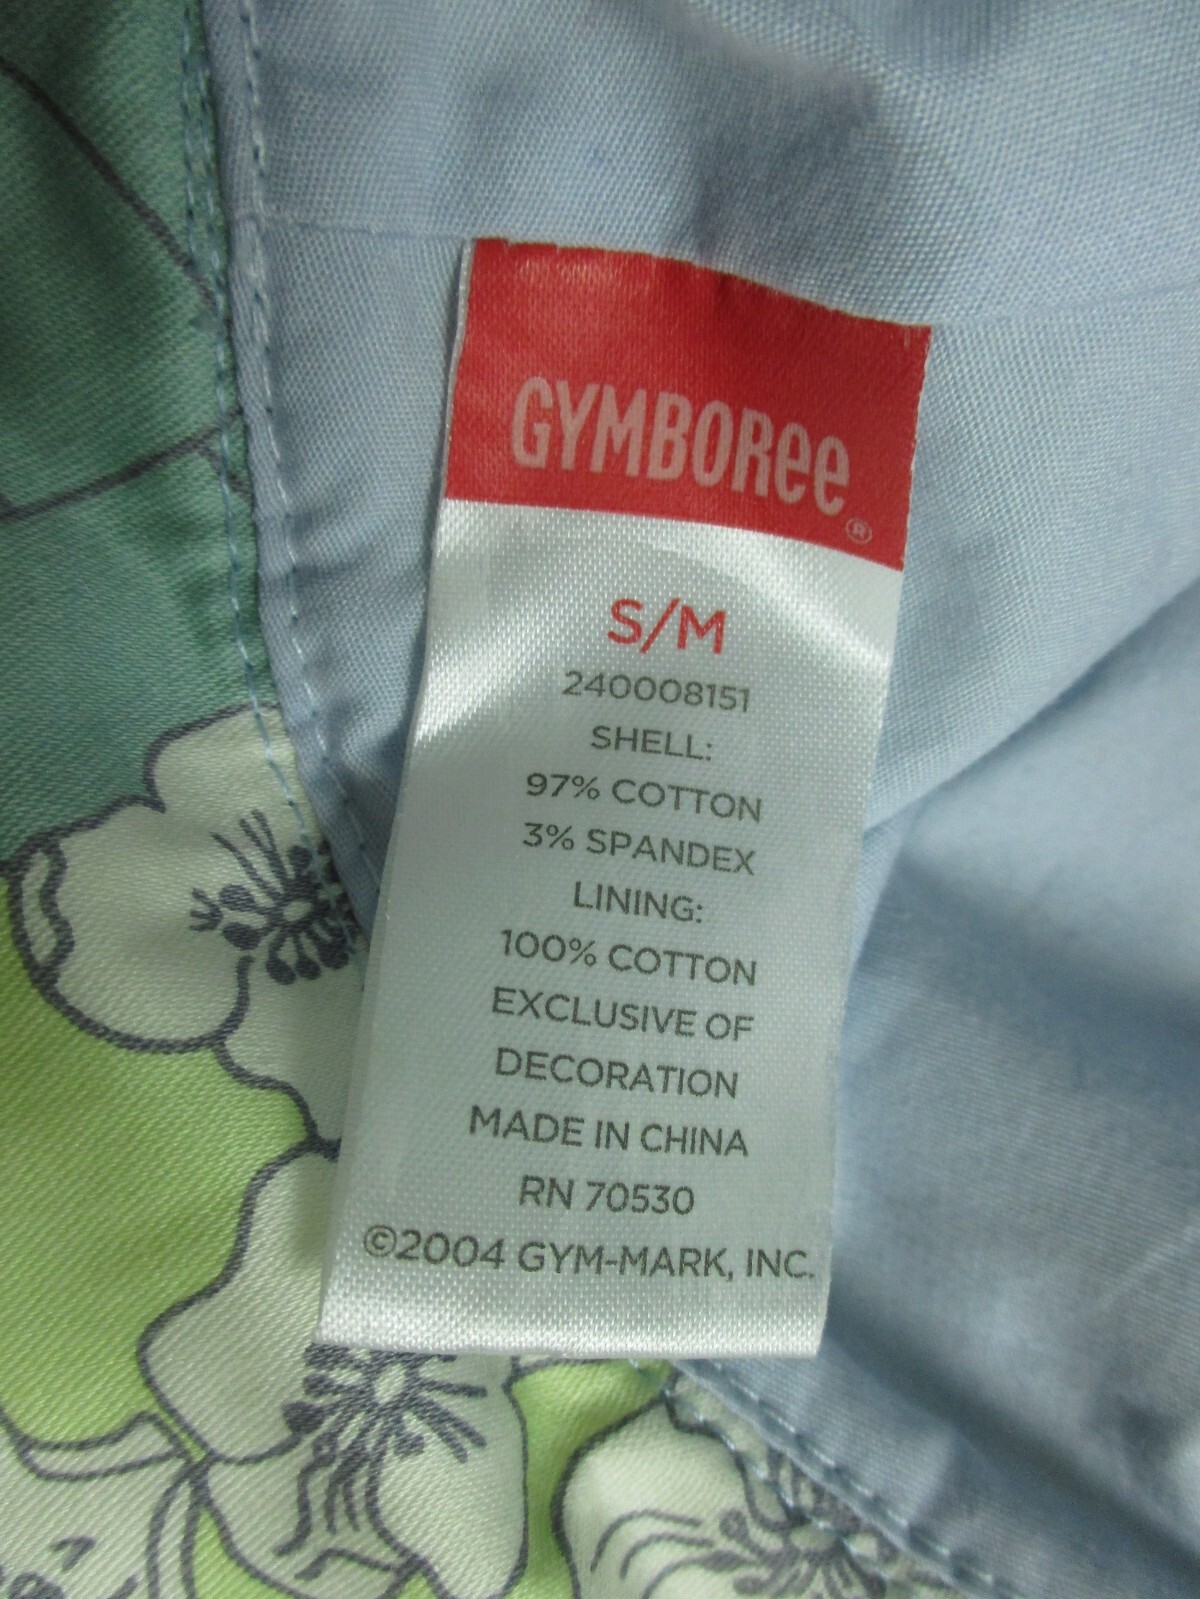 GYMBOREE®
S/M
240008151
SHELL:
97% COTTON
3% SPANDEX
LINING:
100% COTTON
EXCLUSIVE OF
DECORATION
MADE IN CHINA
RN 70530
©2004 GYM-MARK, INC.